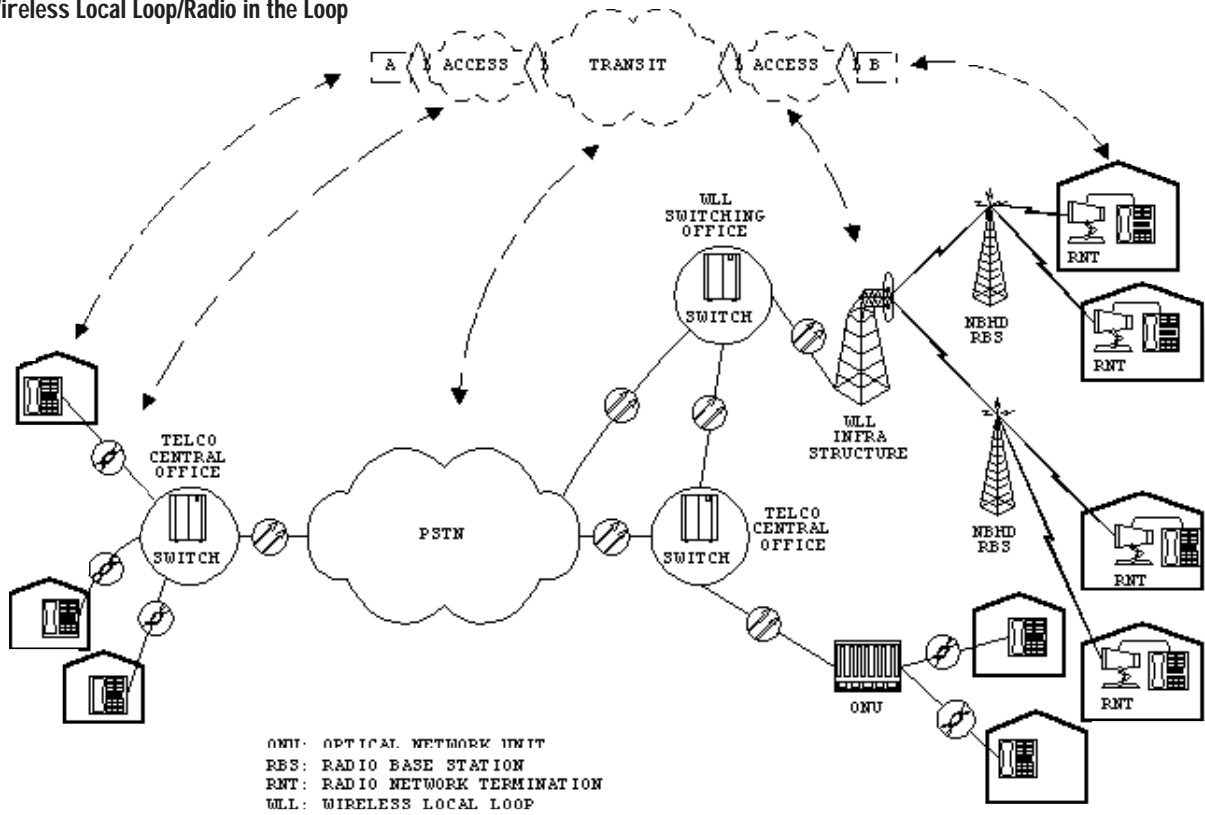 Wireless Local Loop/Radio in the Loop
A ACCESS TRANSIT ACCESS B
WLL
SWITCHING
OFFICE
SWITCH
RNT
NBHD
RBS
RNT
WLL
INFRA
STRUCTURE
TELCO
CENTRAL
OFFICE
SWITCH
PSTN
TELCO
CENTRAL
OFFICE
SWITCH
NBHD
RBS
RNT
RNT
ONU
ONU: OPTICAL NETWORK UNIT
RBS: RADIO BASE STATION
RNT: RADIO NETWORK TERMINATION
WLL: WIRELESS LOCAL LOOP